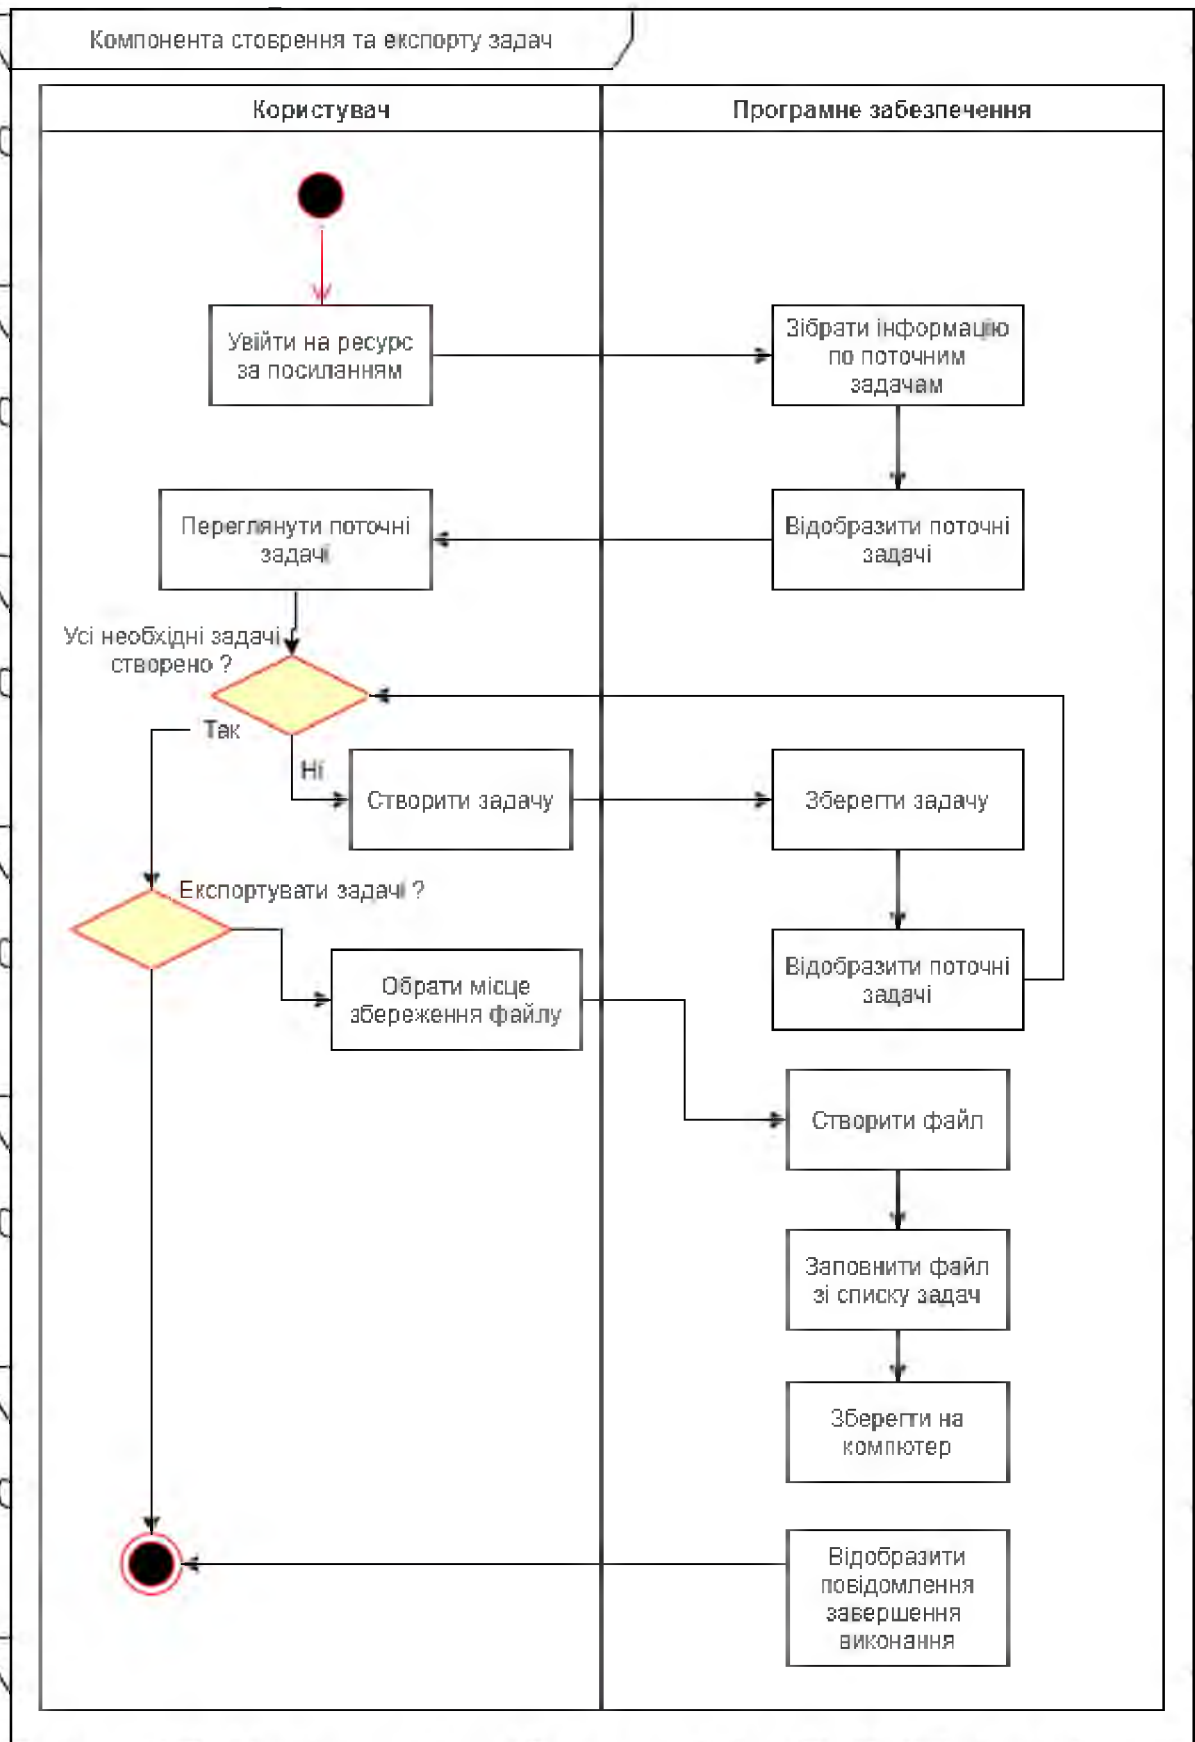 Компонента стоврення та експорту задач
Користувач
Програмне забезпечення
Увійти на ресурс
за посиланням
Зібрати інформацію
по поточним
задачам
Переглянути поточні
задачі
Відобразити поточні
задачі
Усі необхідні задачі
створено ?
Так
Ні
Створити задачу
Зберегти задачу
Експортувати задачі ?
Відобразити поточні
задачі
Обрати місце
збереження файлу
Створити файл
Заповнити файл
зі списку задач
Зберегти на
компютер
Відобразити
повідомлення
завершення
виконання